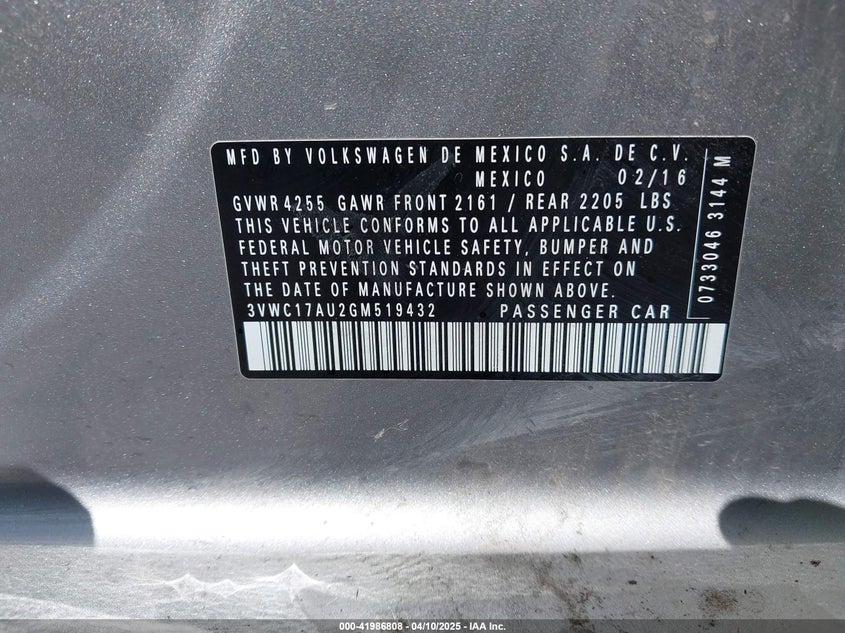 MFD BY VOLKSWAGEN DE MEXICO S.A. DE C.V.
MEXICO 02/16
GVWR 4255 GAWR FRONT 2161 / REAR 2205 LBS
THIS VEHICLE CONFORMS TO ALL APPLICABLE U.S.
FEDERAL MOTOR VEHICLE SAFETY, BUMPER AND
THEFT PREVENTION STANDARDS IN EFFECT ON
THE DATE OF MANUFACTURE SHOWN ABOVE.
3VWC17AU2GM519432 PASSENGER CAR
0733046 3144 M
000-41986808 - 04/10/2025 - IAA Inc.